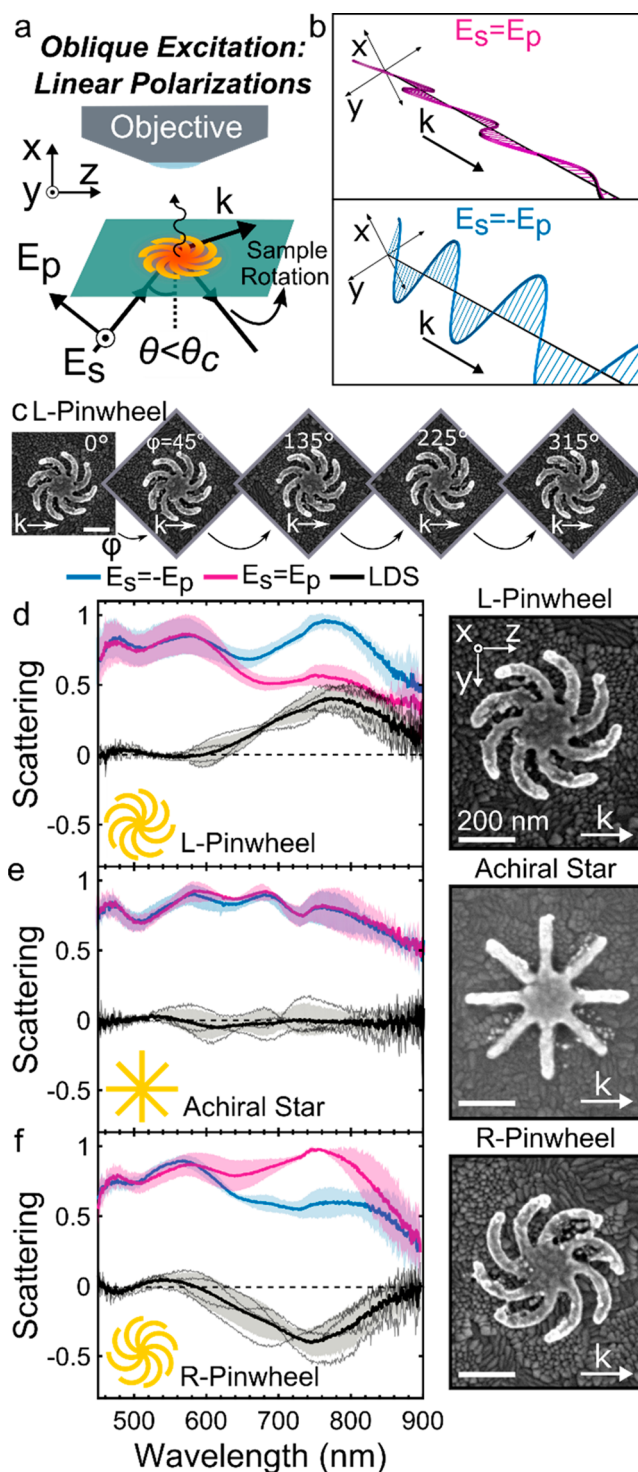 a
Oblique Excitation:
Linear Polarizations
Objective
x
y
z
k
Ep
Sample
Rotation
Es
θ<θc
b
Es=Ep
x
y
k
Es=-Ep
x
y
k
c L-Pinwheel
0°
φ=45°
135°
225°
315°
k
k
k
k
k
φ
Es=-Ep
Es=Ep
LDS
d
1
0.5
0
-0.5
Scattering
L-Pinwheel
L-Pinwheel
x
z
y
200 nm
k
e
1
0.5
0
-0.5
Scattering
Achiral Star
Achiral Star
k
f
1
0.5
0
-0.5
Scattering
R-Pinwheel
R-Pinwheel
k
500 600 700 800 900
Wavelength (nm)